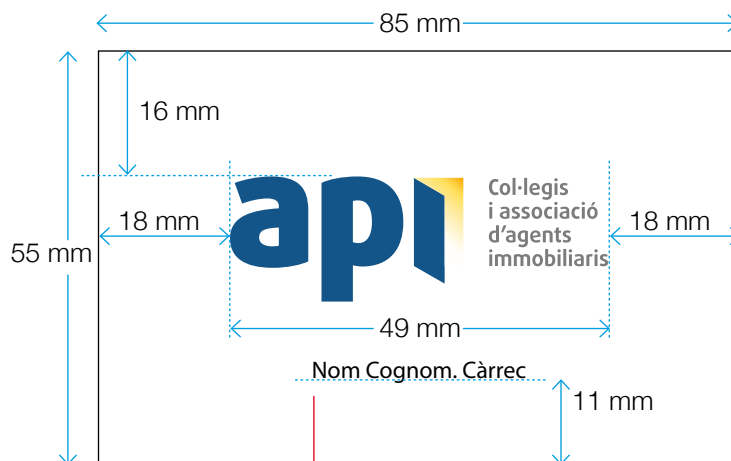 85 mm
16 mm
api
Col·legis
i associació
d'agents
immobiliaris
18 mm
18 mm
55 mm
49 mm
Nom Cognom. Càrrec
11 mm